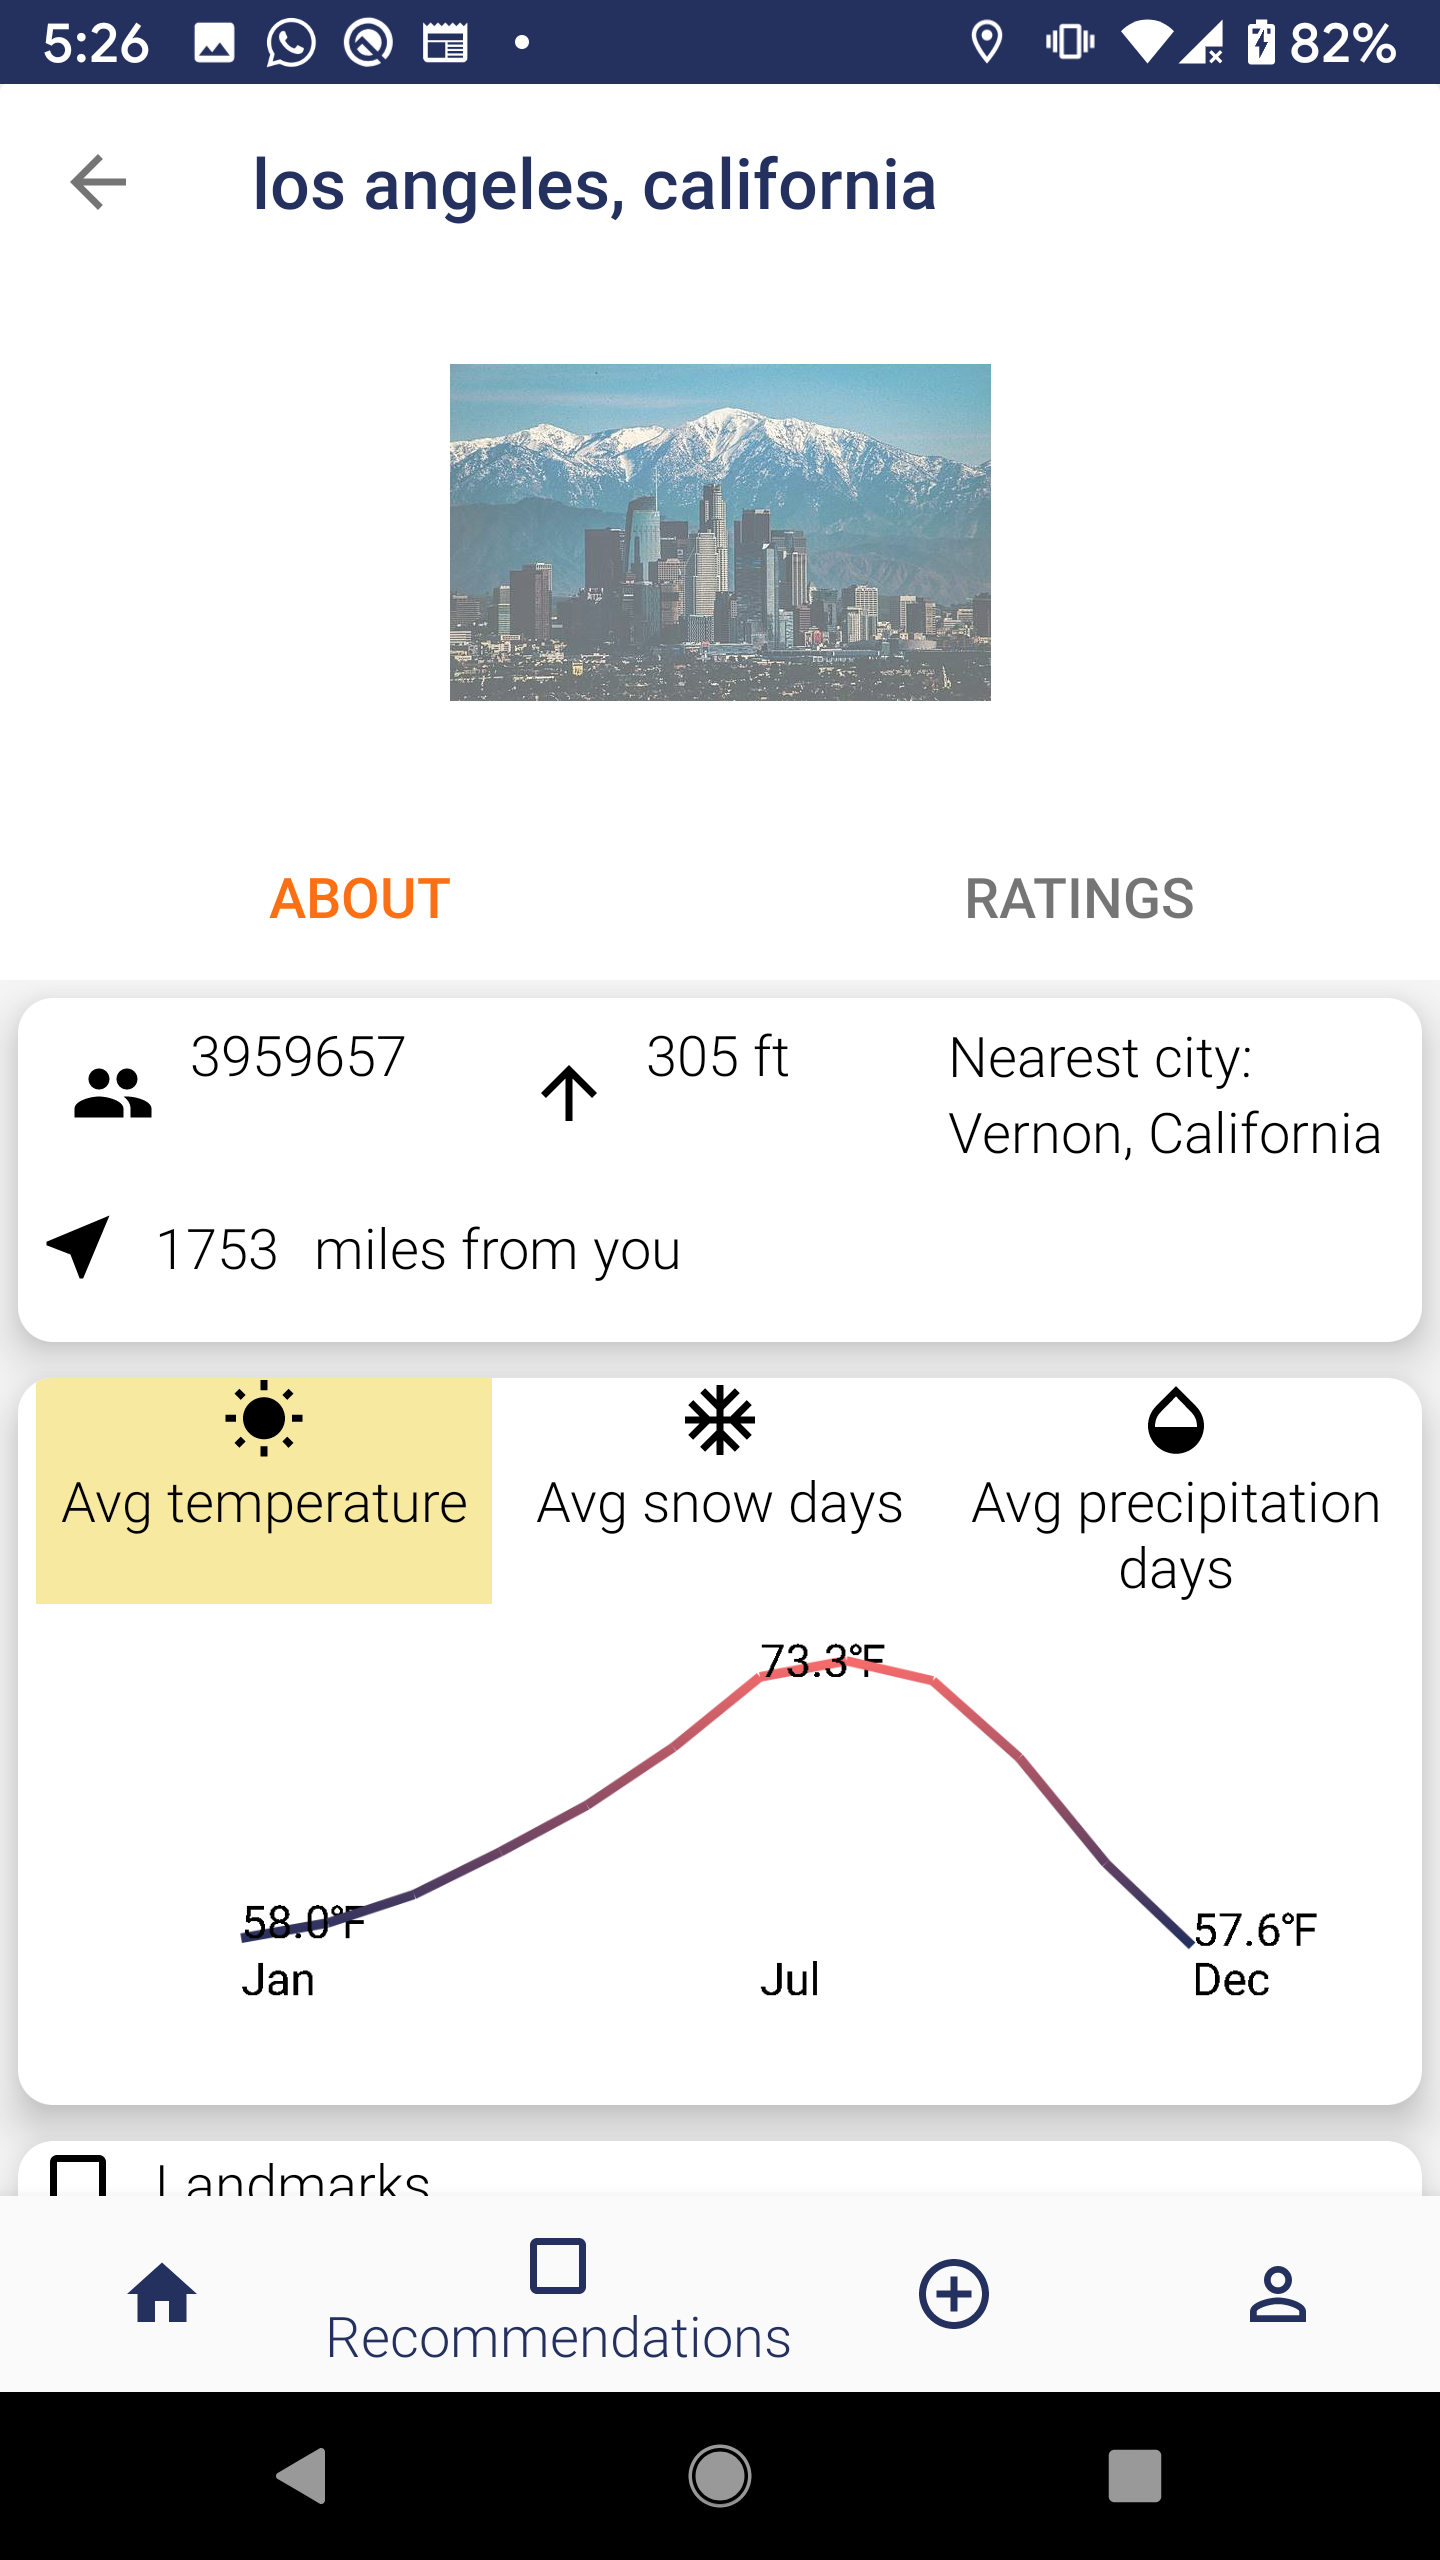 5:26
82%
los angeles, california
ABOUT
RATINGS
3959657
305 ft
Nearest city:
Vernon, California
1753 miles from you
Avg temperature
Avg snow days
Avg precipitation
days
73.3°F
58.0°F
57.6°F
Jan
Jul
Dec
Landmarks
Recommendations